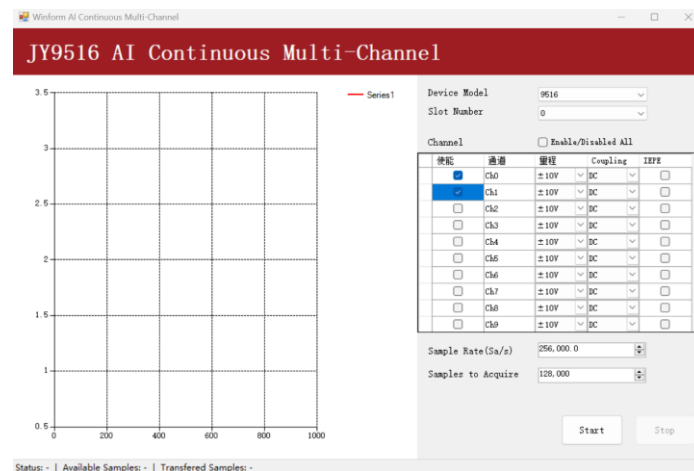 Winform AI Continuous Multi-Channel
JY9516 AI Continuous Multi-Channel
3.5
3
2.5
2
1.5
1
0.5
0 200 400 600 800 1000
Series1
Device Model 9516
Slot Number 0
Channel Enable/Disabled All
使能 通道 量程 Coupling IEPE
Ch0 ±10V DC
Ch1 ±10V DC
Ch2 ±10V DC
Ch3 ±10V DC
Ch4 ±10V DC
Ch5 ±10V DC
Ch6 ±10V DC
Ch7 ±10V DC
Ch8 ±10V DC
Ch9 ±10V DC
Sample Rate(Sa/s) 256,000.0
Samples to Acquire 128,000
Start Stop
Status: - | Available Samples: - | Transfered Samples: -